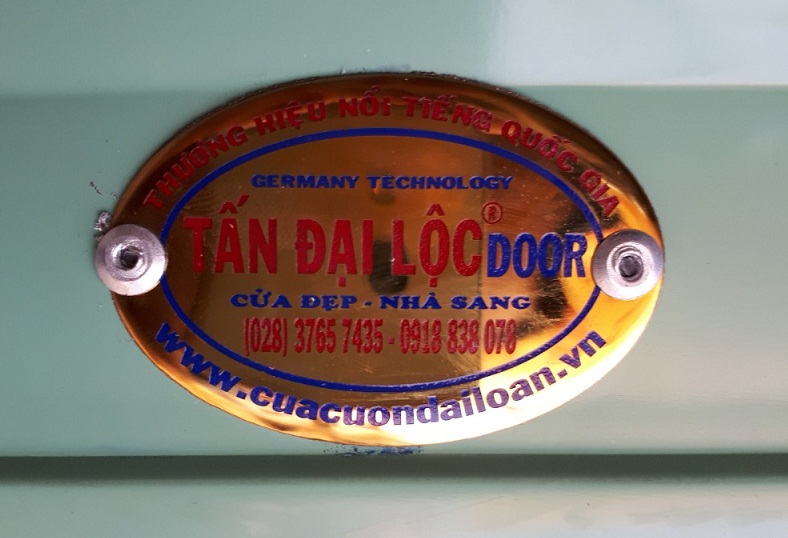 THƯƠNG HIỆU NỔI TIẾNG QUỐC GIA
GERMANY TECHNOLOGY
TẤN ĐẠI LỘC® DOOR
CỬA ĐẸP - NHÀ SANG
(028) 3765 7435 - 0918 838 078
www.cuacuondailoan.vn